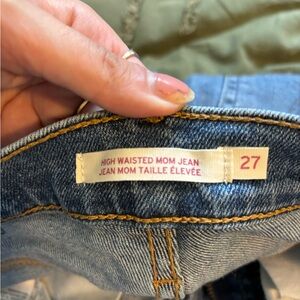 HIGH WAISTED MOM JEAN
JEAN MOM TAILLE ÉLEVÉE
27